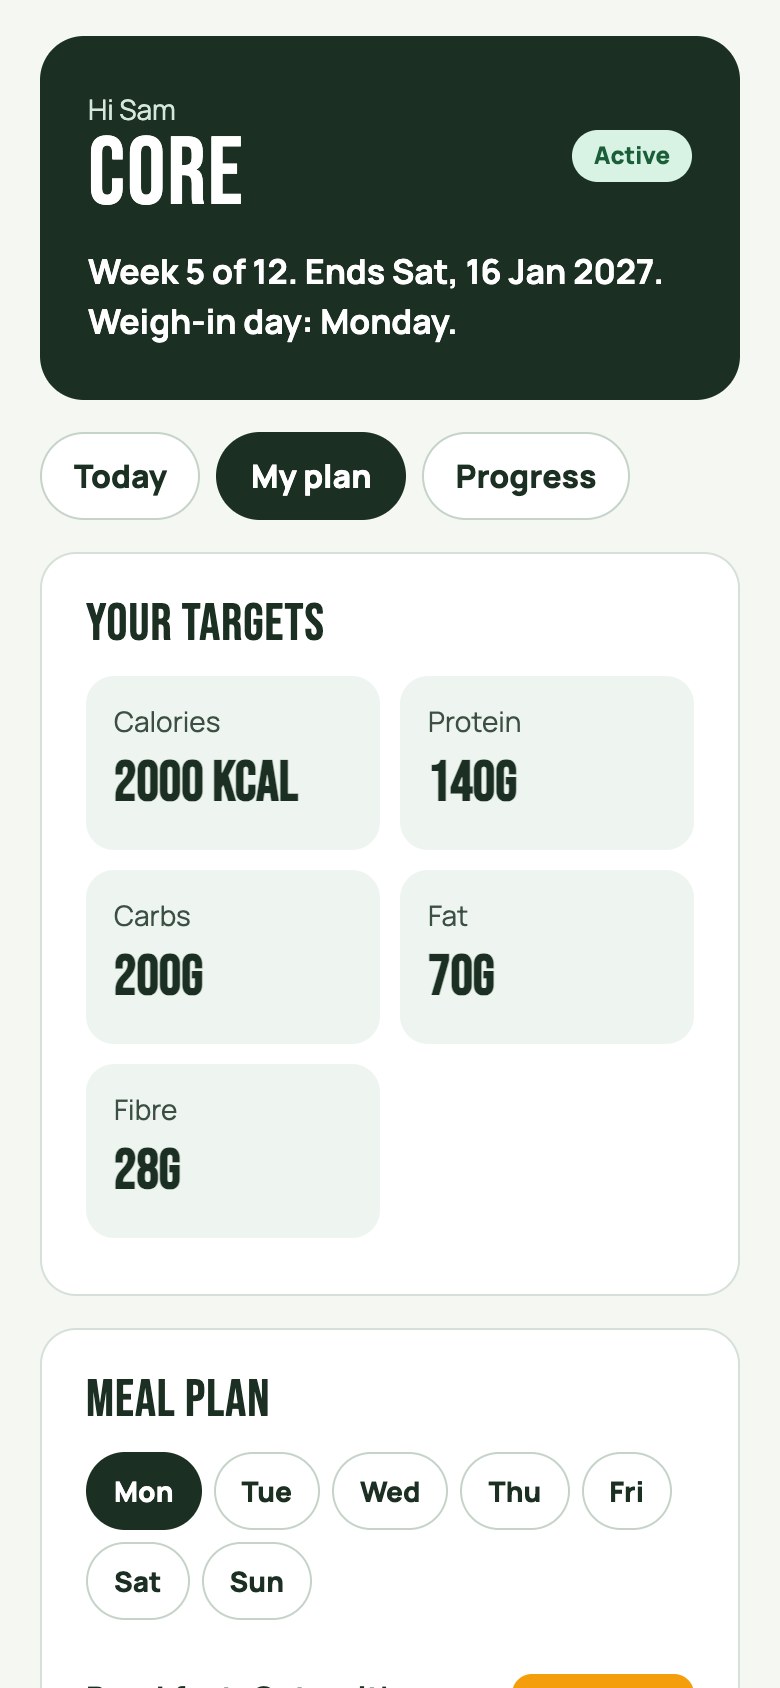 Hi Sam
CORE
Active
Week 5 of 12. Ends Sat, 16 Jan 2027.
Weigh-in day: Monday.
Today
My plan
Progress
YOUR TARGETS
Calories
2000 KCAL
Protein
140G
Carbs
200G
Fat
70G
Fibre
28G
MEAL PLAN
Mon
Tue
Wed
Thu
Fri
Sat
Sun